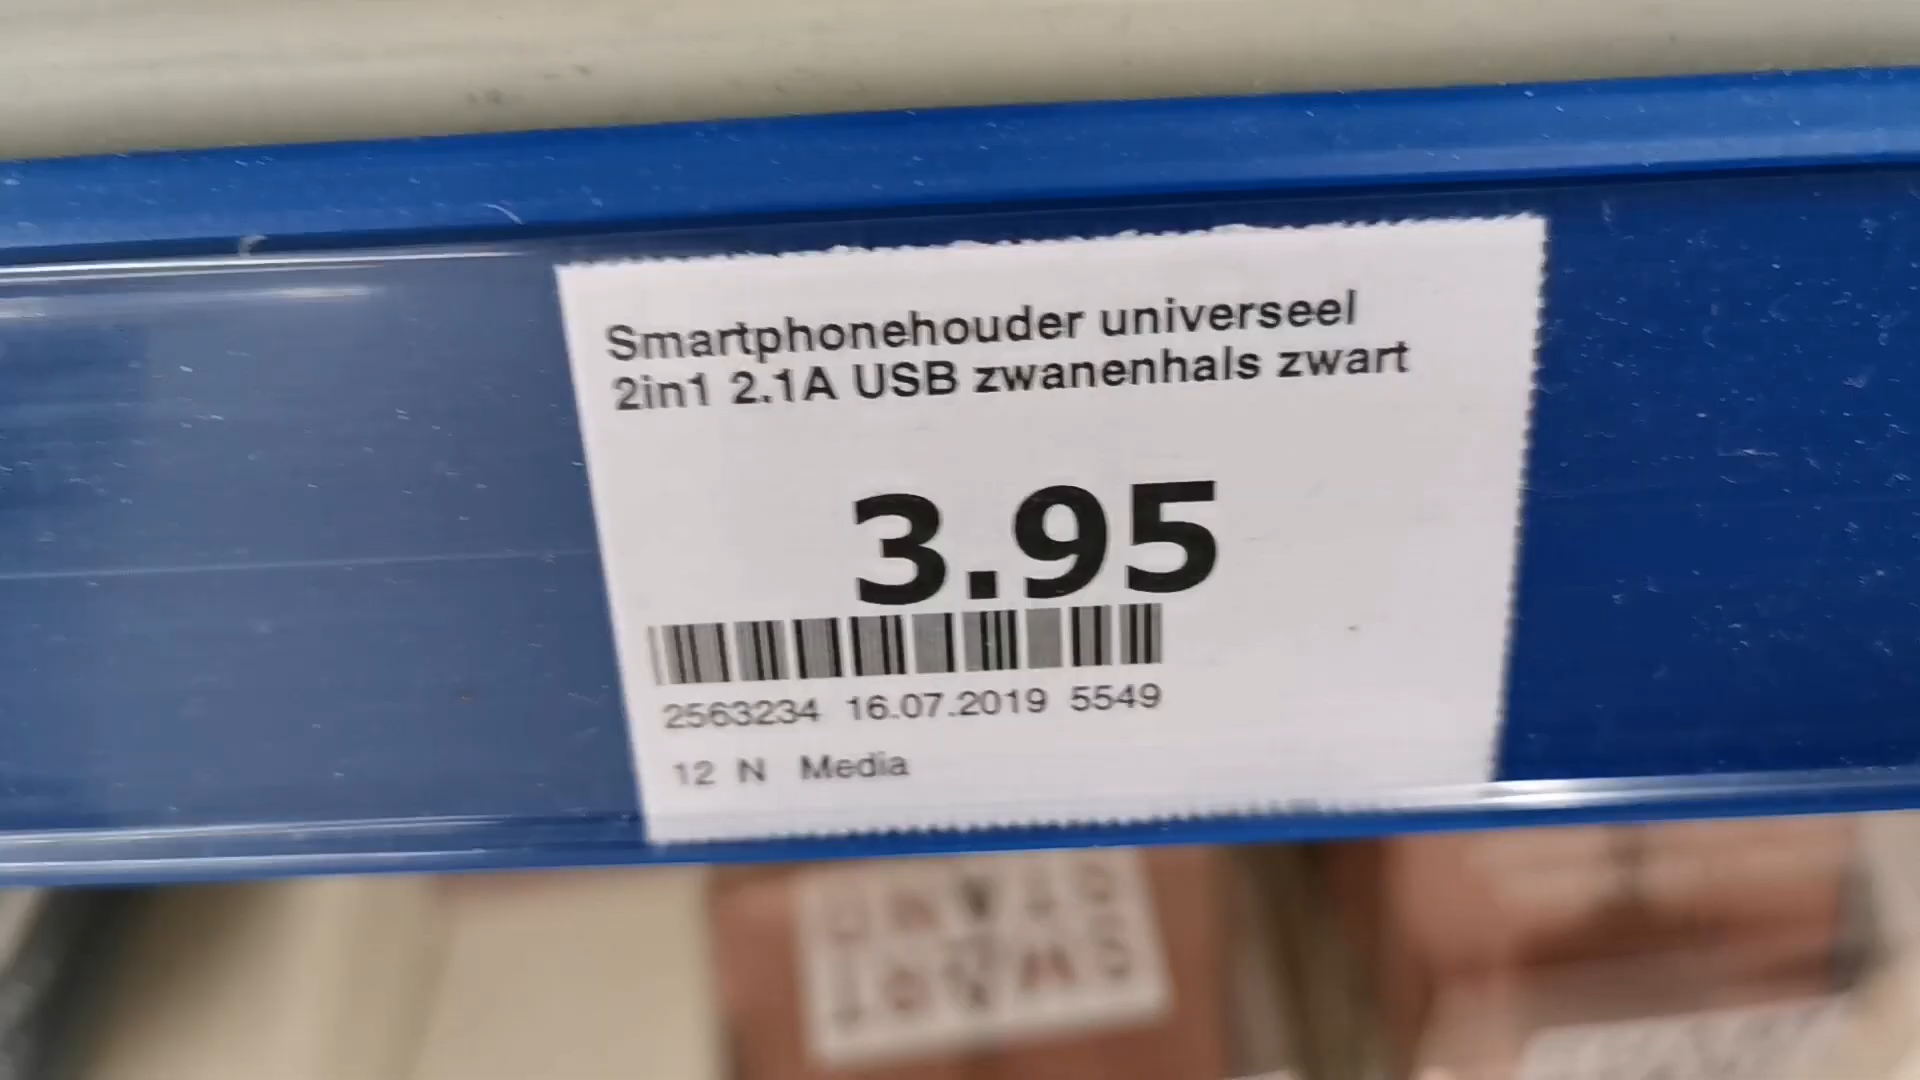 Smartphonehouder universeel
2in1 2.1A USB zwanenhals zwart
3.95
2563234 16.07.2019 5549
12 N Media